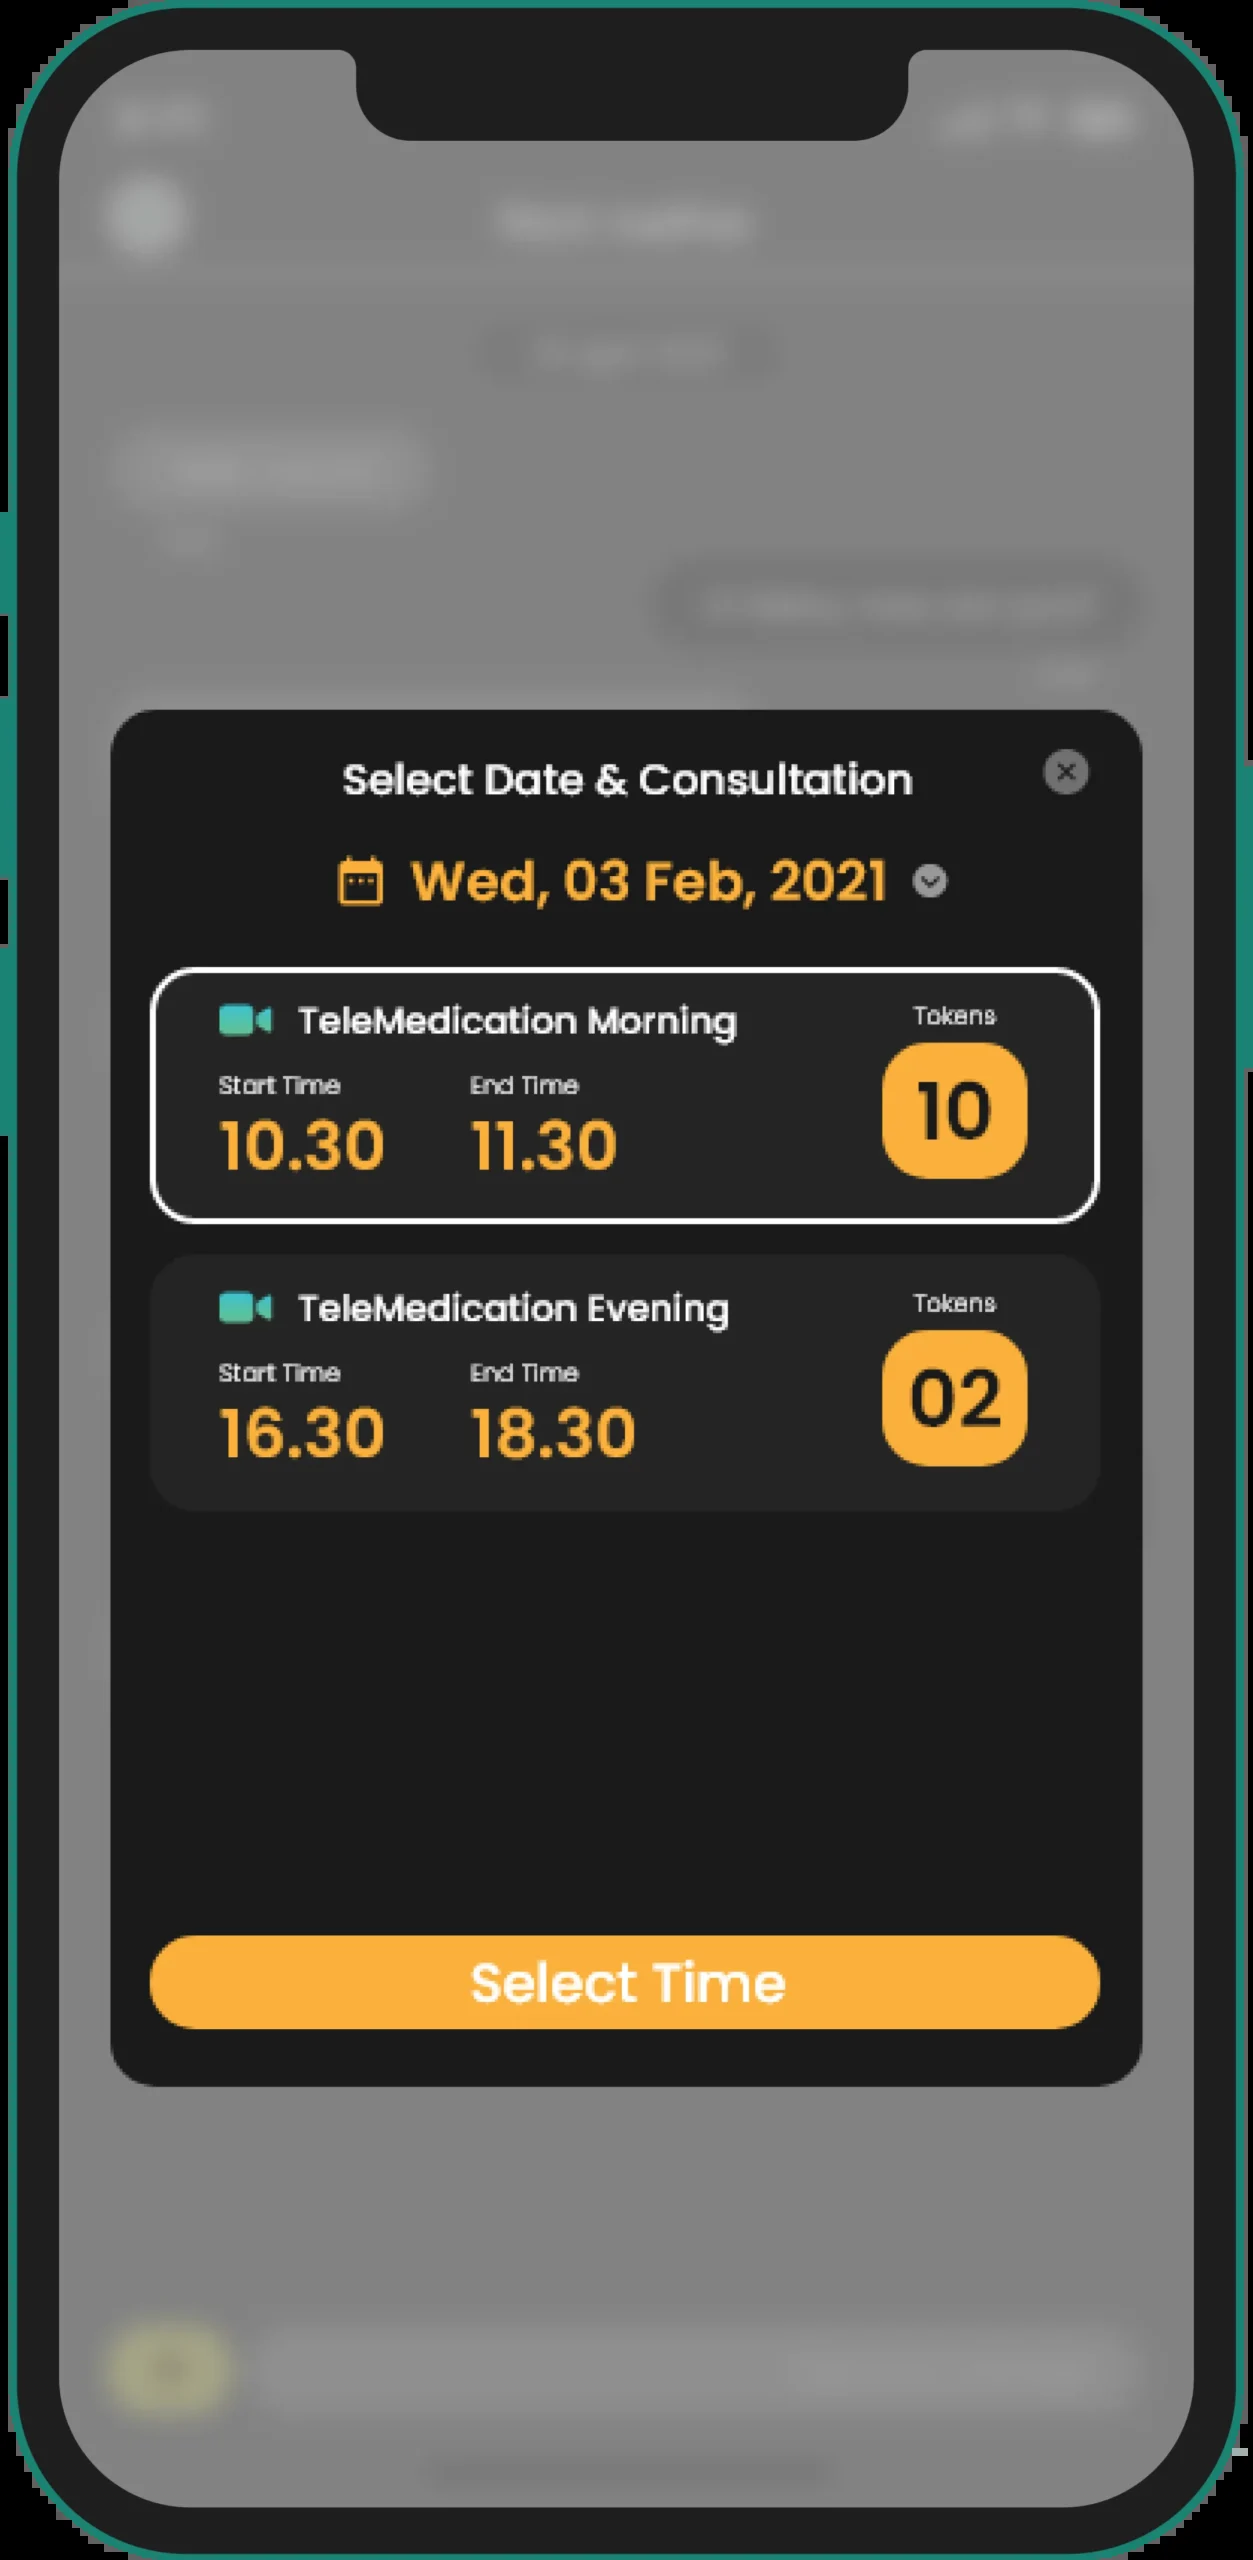 Select Date & Consultation
Wed, 03 Feb, 2021
TeleMedication Morning
Tokens
Start Time End Time
10.30 11.30
10
TeleMedication Evening
Tokens
Start Time End Time
16.30 18.30
02
Select Time